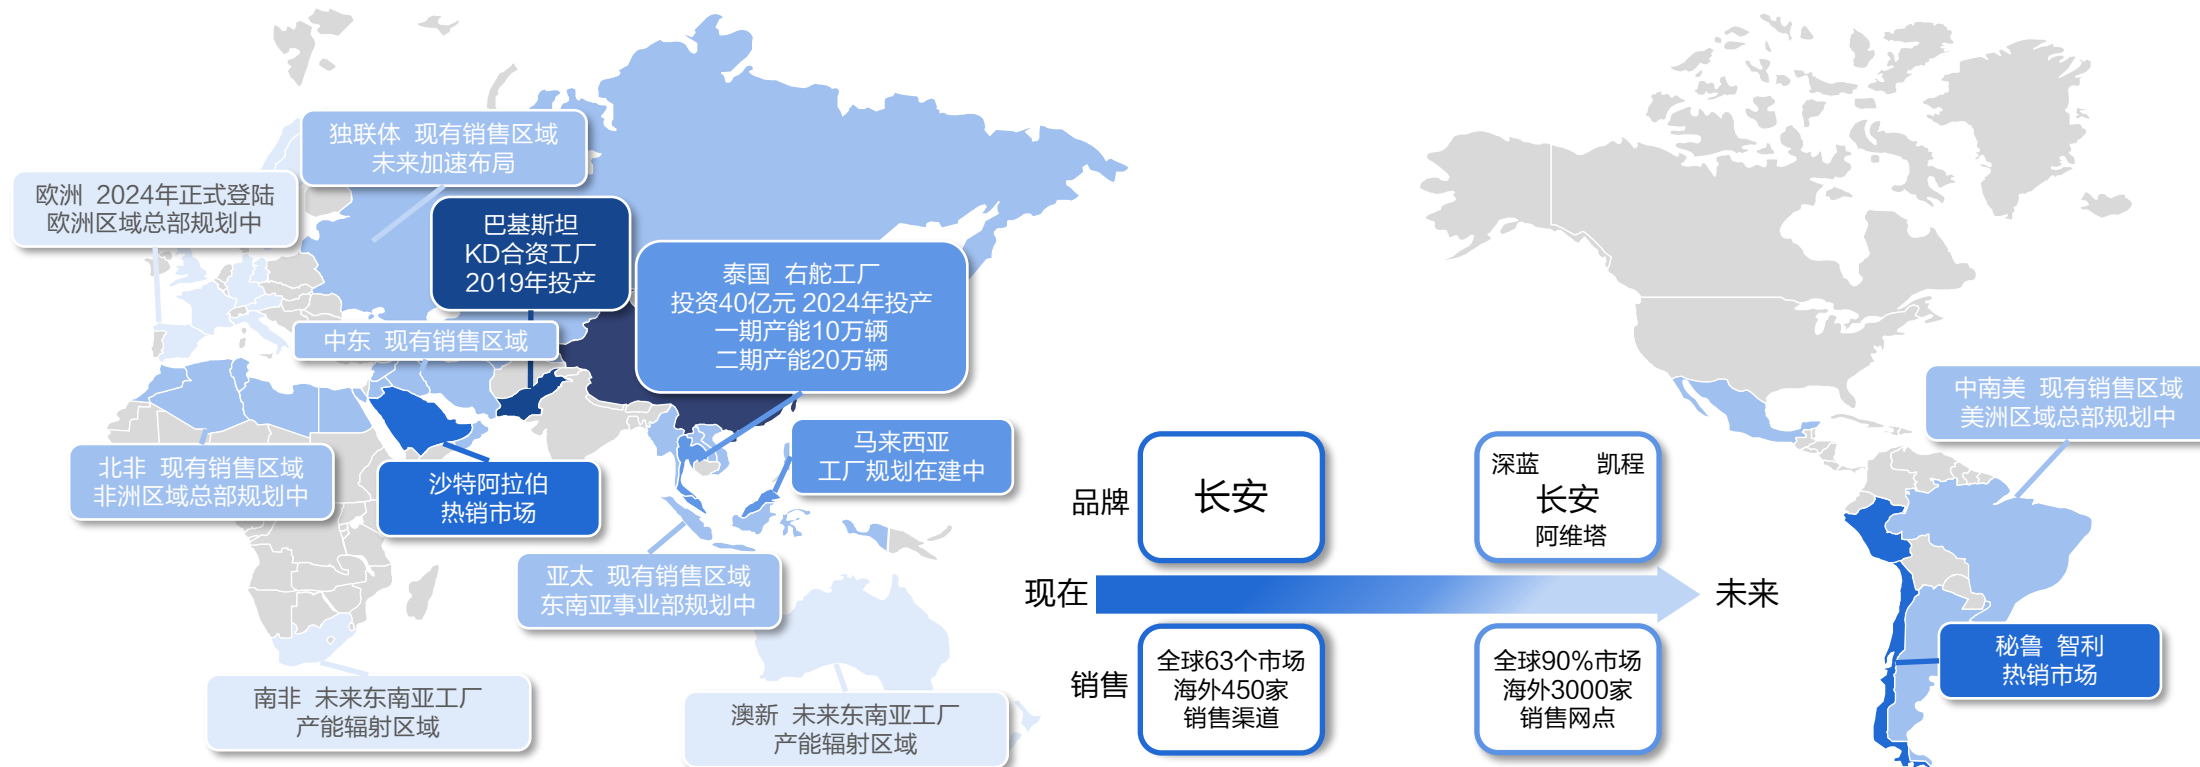 独联体 现有销售区域
未来加速布局
欧洲 2024年正式登陆
欧洲区域总部规划中
巴基斯坦
KD合资工厂
2019年投产
泰国 右舵工厂
投资40亿元 2024年投产
一期产能10万辆
二期产能20万辆
中东 现有销售区域
北非 现有销售区域
非洲区域总部规划中
沙特阿拉伯
热销市场
马来西亚
工厂规划在建中
亚太 现有销售区域
东南亚事业部规划中
南非 未来东南亚工厂
产能辐射区域
澳新 未来东南亚工厂
产能辐射区域
中南美 现有销售区域
美洲区域总部规划中
秘鲁 智利
热销市场
品牌
长安
深蓝 凯程
长安
阿维塔
现在
未来
销售
全球63个市场
海外450家
销售渠道
全球90%市场
海外3000家
销售网点